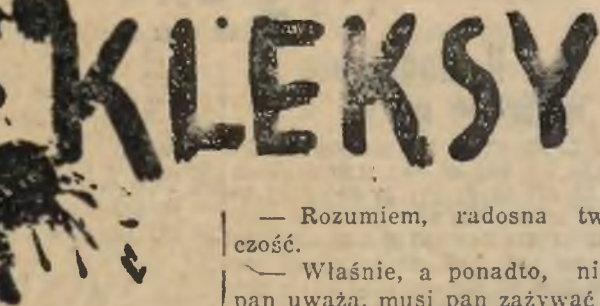 KLEKSY
— Rozumiem, radosna tw
czość.
— Właśnie, a ponadto, ni
pan uważa, musi pan zażywać